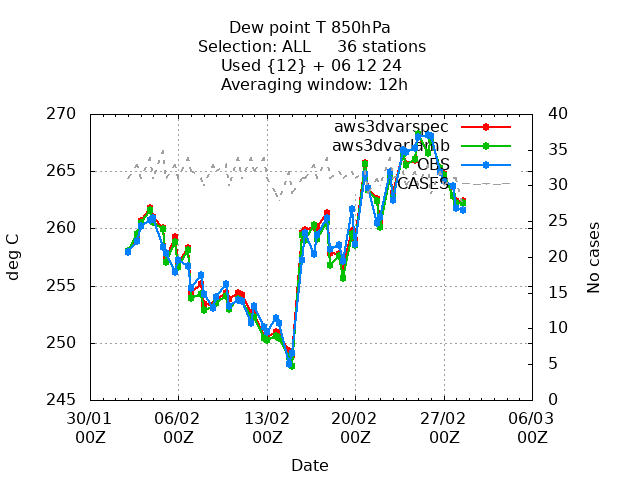 Dew point T 850hPa
Selection: ALL 36 stations
Used {12} + 06 12 24
Averaging window: 12h
270
265
260
255
250
245
deg C
40
35
30
25
20
15
10
5
0
No cases
aws3dvarspec
aws3dvarlamb
OBS
CASES
30/01 06/02 13/02 20/02 27/02 06/03
00Z 00Z 00Z 00Z 00Z 00Z
Date